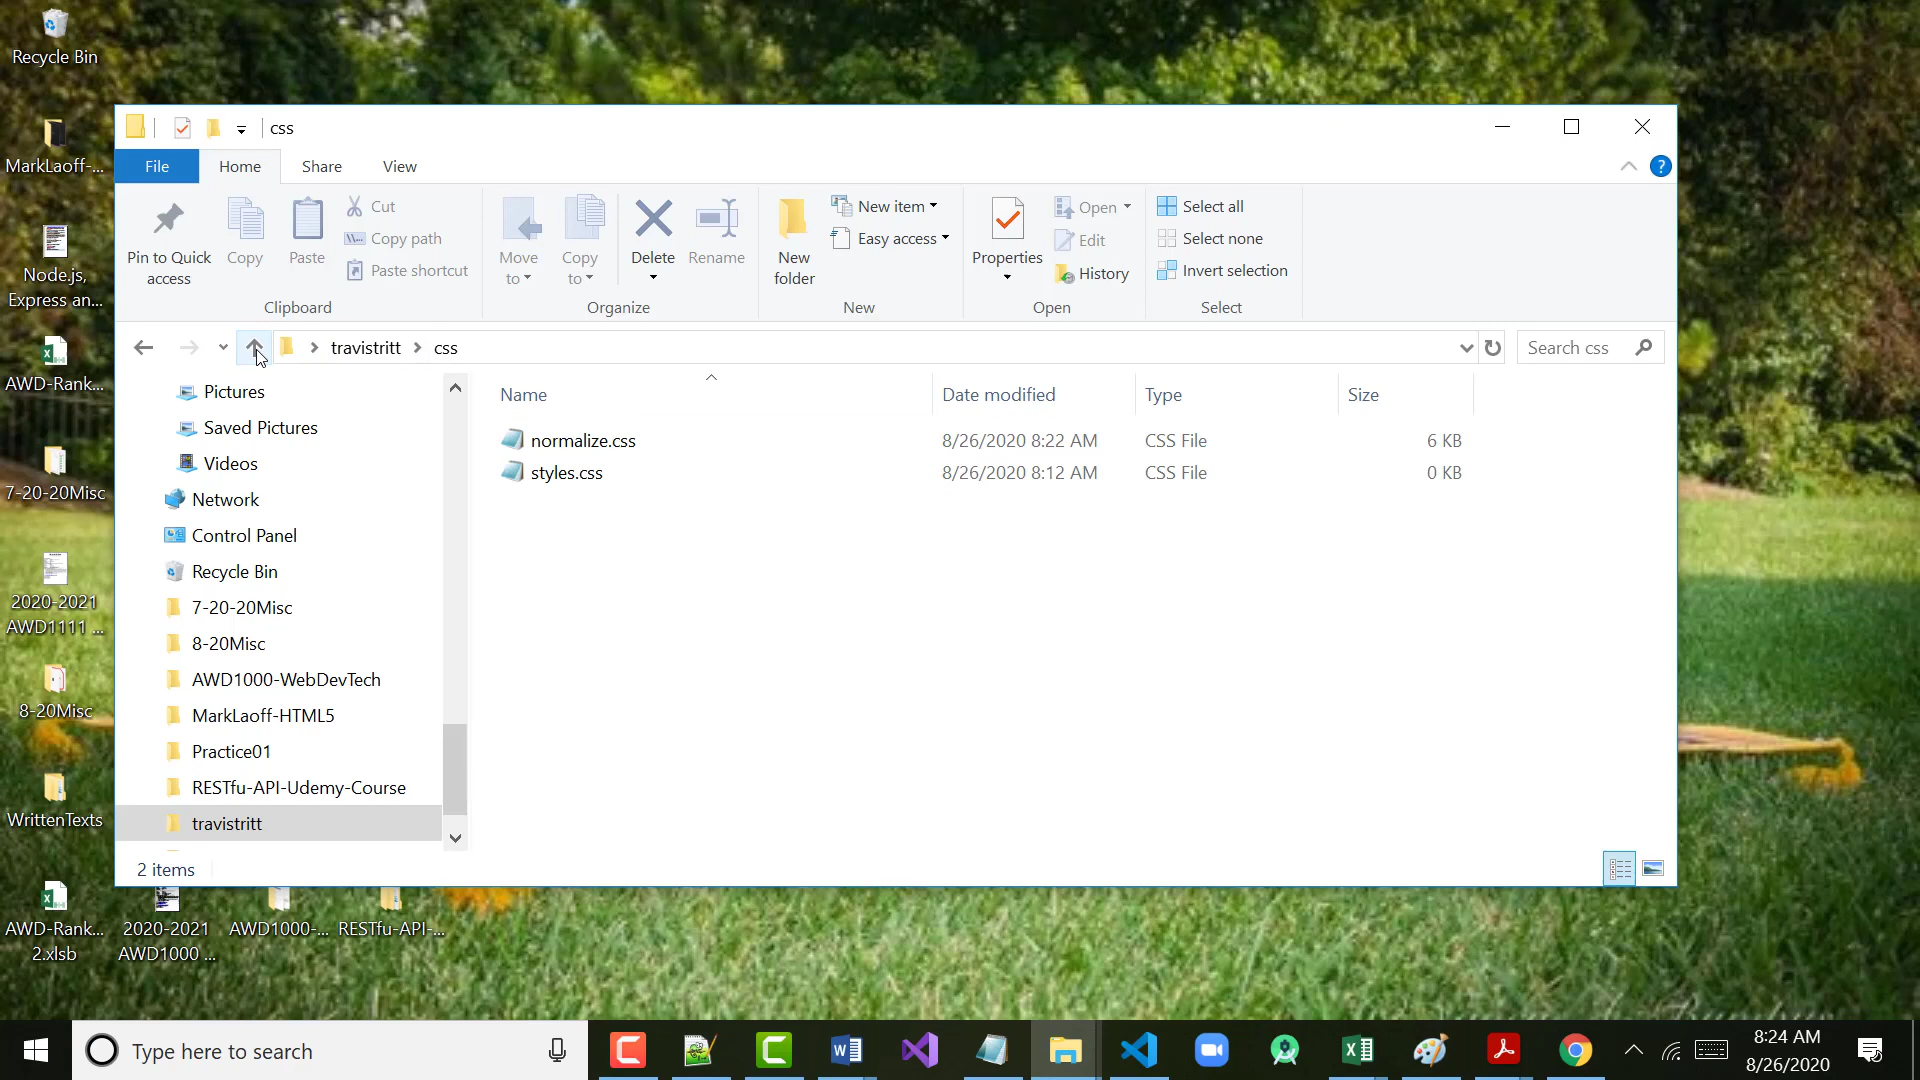 Recycle Bin
MarkLaoff-...
Node.js,
Express an...
AWD-Rank...
7-20-20Misc
2020-2021
AWD1111 ...
8-20Misc
WrittenTexts
AWD-Rank...
2.xlsb
2020-2021
AWD1000 ...
AWD1000-...
RESTfu-API-...
css
File
Home
Share
View
Pin to Quick
access
Copy
Paste
Cut
Copy path
Paste shortcut
Clipboard
Move
to
Copy
to
Delete
Rename
Organize
New
folder
New item
Easy access
New
Properties
Open
Edit
History
Open
Select all
Select none
Invert selection
Select
travistritt
css
Search css
Pictures
Saved Pictures
Videos
Network
Control Panel
Recycle Bin
7-20-20Misc
8-20Misc
AWD1000-WebDevTech
MarkLaoff-HTML5
Practice01
RESTfu-API-Udemy-Course
travistritt
Name Date modified Type Size
normalize.css 8/26/2020 8:22 AM CSS File 6 KB
styles.css 8/26/2020 8:12 AM CSS File 0 KB
2 items
Type here to search
8:24 AM
8/26/2020